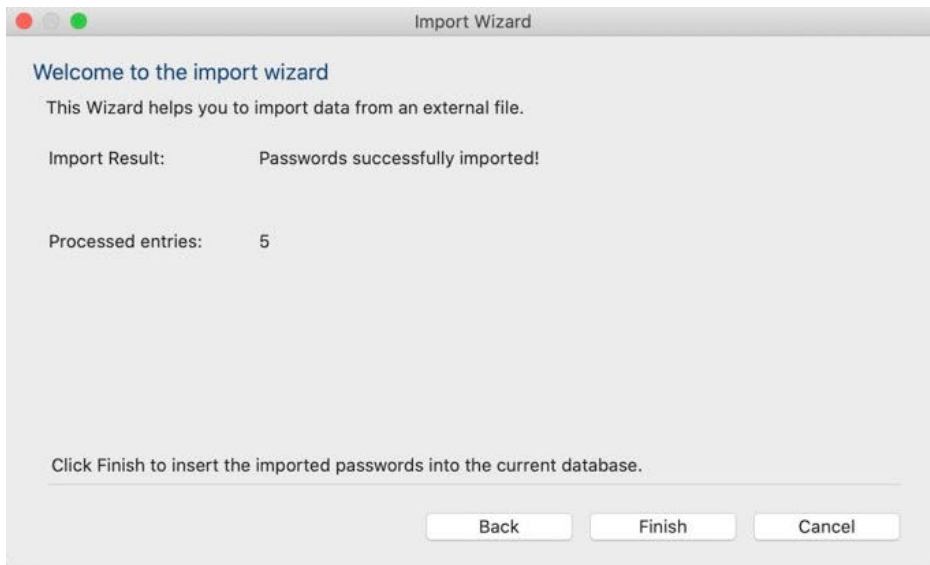 Import Wizard
Welcome to the import wizard
This Wizard helps you to import data from an external file.
Import Result: Passwords successfully imported!
Processed entries: 5
Click Finish to insert the imported passwords into the current database.
Back Finish Cancel